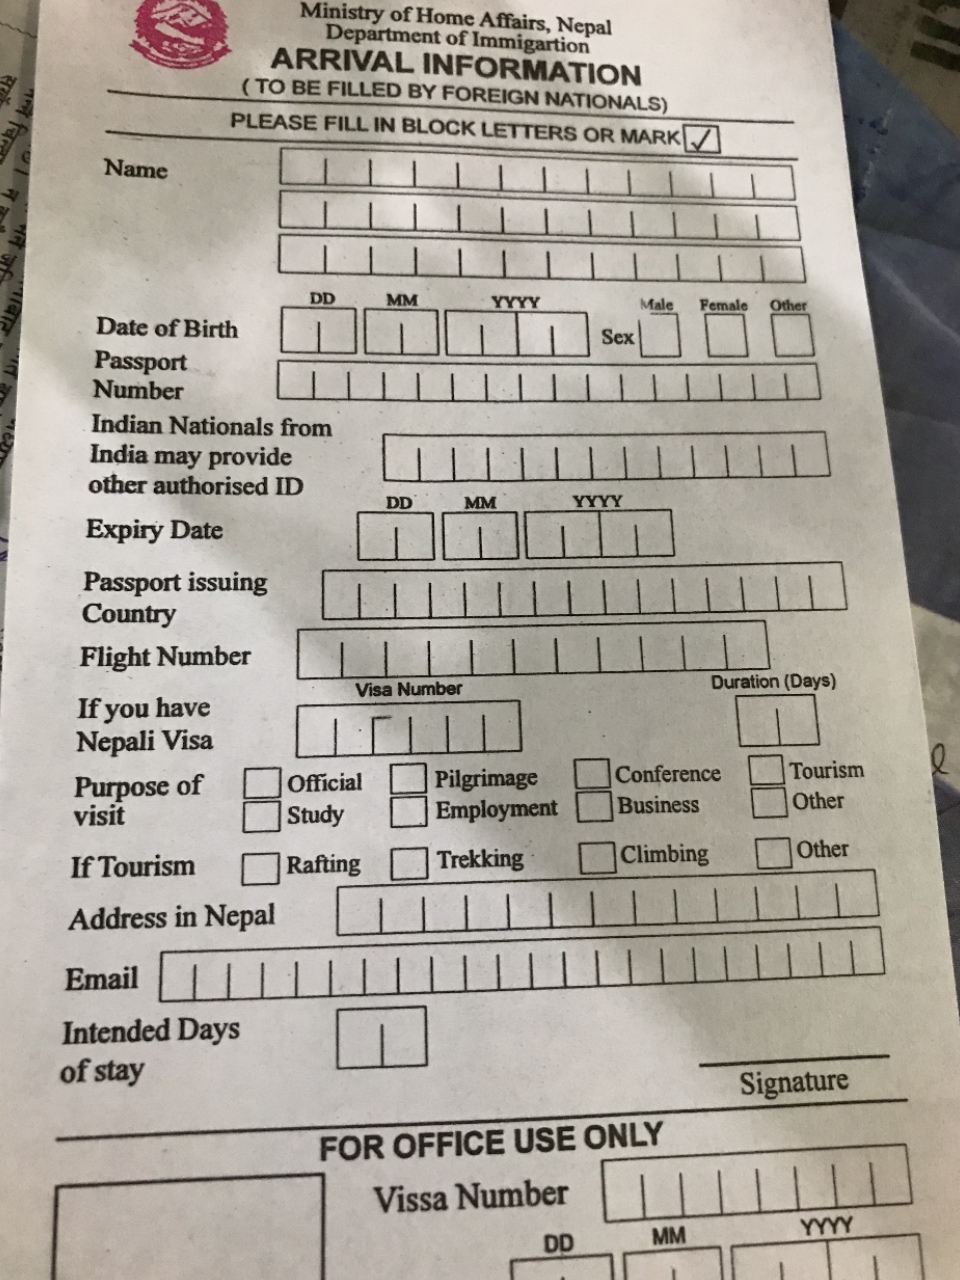 Ministry of Home Affairs, Nepal
Department of Immigartion
ARRIVAL INFORMATION
( TO BE FILLED BY FOREIGN NATIONALS)
PLEASE FILL IN BLOCK LETTERS OR MARK ✓
Name
DD MM YYYY Male Female Other
Date of Birth Sex
Passport
Number
Indian Nationals from
India may provide
other authorised ID
DD MM YYYY
Expiry Date
Passport issuing
Country
Flight Number
Visa Number Duration (Days)
If you have
Nepali Visa
Purpose of
visit
Official Pilgrimage Conference Tourism
Study Employment Business Other
If Tourism Rafting Trekking Climbing Other
Address in Nepal
Email
Intended Days
of stay
Signature
FOR OFFICE USE ONLY
Vissa Number
DD MM YYYY